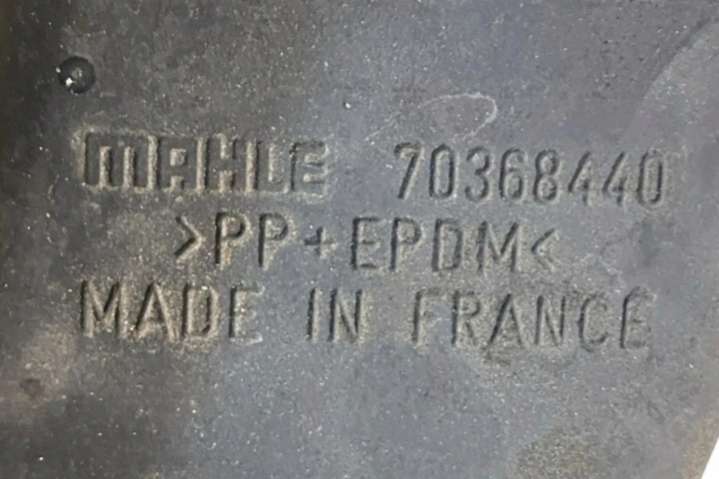 MAHLE 70368440
>PP+EPDM<
MADE IN FRANCE